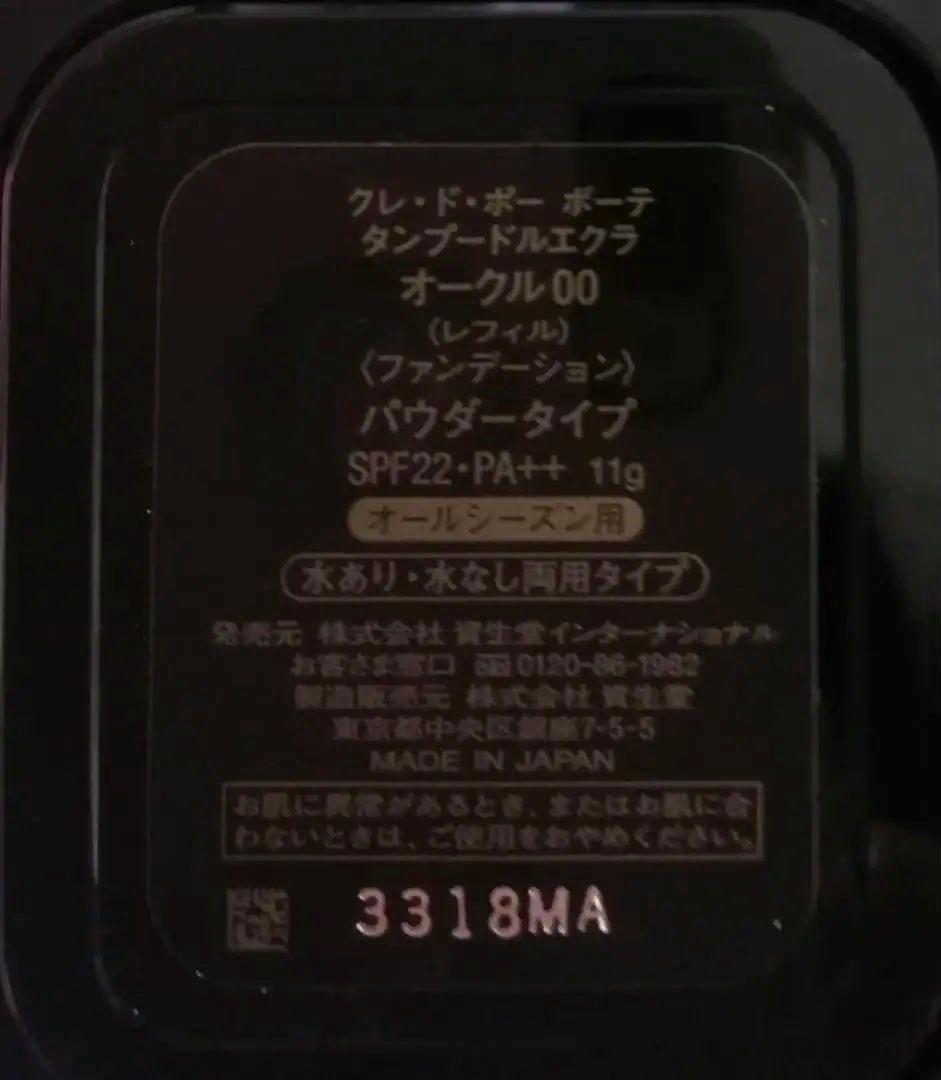 クレ・ド・ポー ボーテ
タンプードルエクラ
オークル00
(レフィル)
〈ファンデーション〉
パウダータイプ
SPF22・PA++ 11g
オールシーズン用
水あり・水なし両用タイプ
発売元 株式会社 資生堂インターナショナル
お客さま窓口 0120-86-1982
製造販売元 株式会社 資生堂
東京都中央区銀座7-5-5
MADE IN JAPAN
お肌に異常があるとき、またはお肌に合
わないときは、ご使用をおやめください。
3318MA